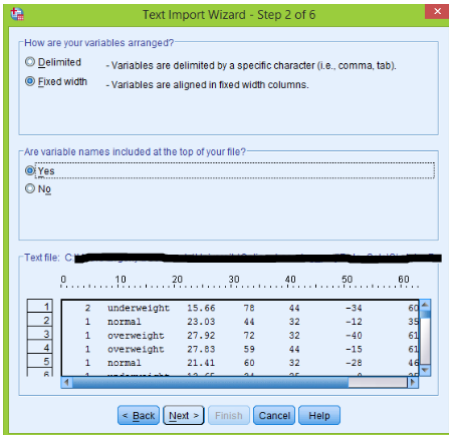 Text Import Wizard - Step 2 of 6
How are your variables arranged?
Delimited - Variables are delimited by a specific character (i.e., comma, tab).
Fixed width - Variables are aligned in fixed width columns.
Are variable names included at the top of your file?
Yes
No
Text file: C:\
0 10 20 30 40 50 60
1 2 underweight 15.66 78 44 -34 60
2 1 normal 23.03 44 32 -12 35
3 1 overweight 27.92 72 32 -40 61
4 1 overweight 27.83 59 44 -15 61
5 1 normal 21.41 60 32 -28 46
< Back Next > Finish Cancel Help